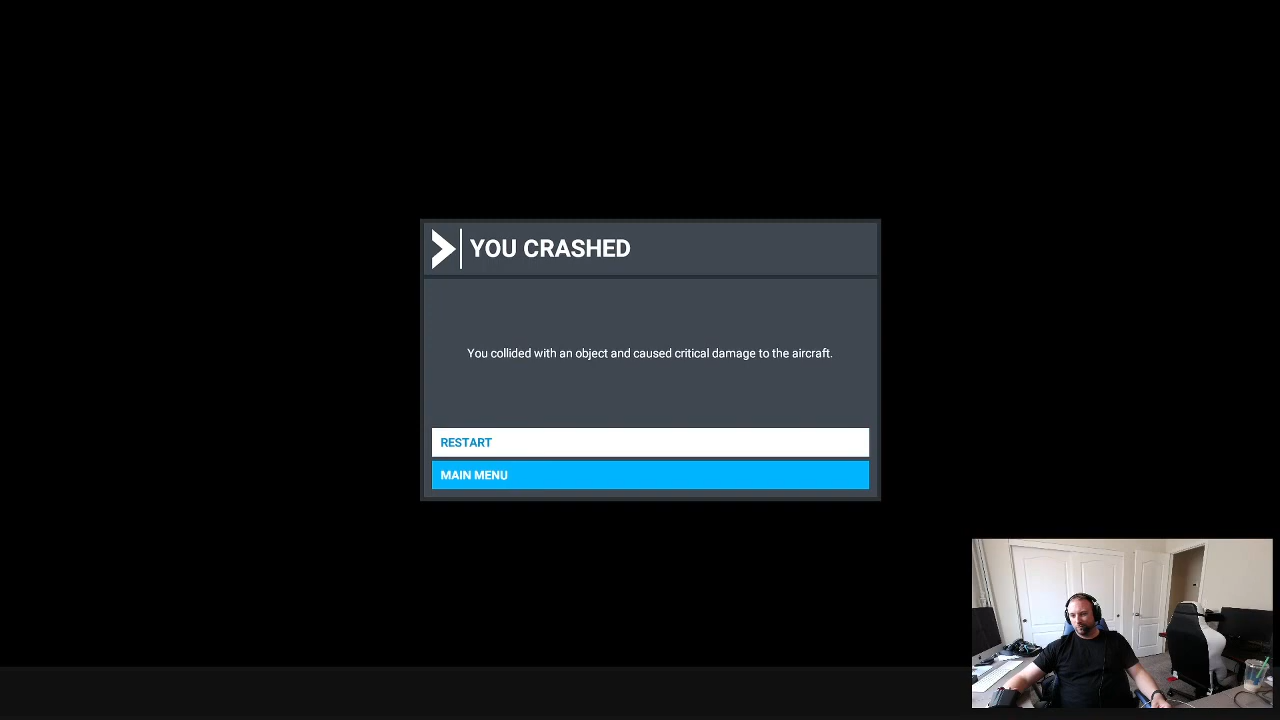 YOU CRASHED
You collided with an object and caused critical damage to the aircraft.
RESTART
MAIN MENU